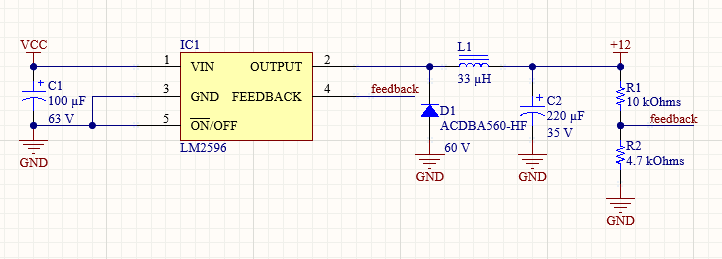 VCC
IC1
L1
+12
1
VIN
OUTPUT
2
C1
100 µF
63 V
3
GND
FEEDBACK
4
feedback
33 µH
5
ON/OFF
LM2596
D1
ACDBA560-HF
60 V
C2
220 µF
35 V
R1
10 kOhms
feedback
R2
4.7 kOhms
GND
GND
GND
GND
+
+